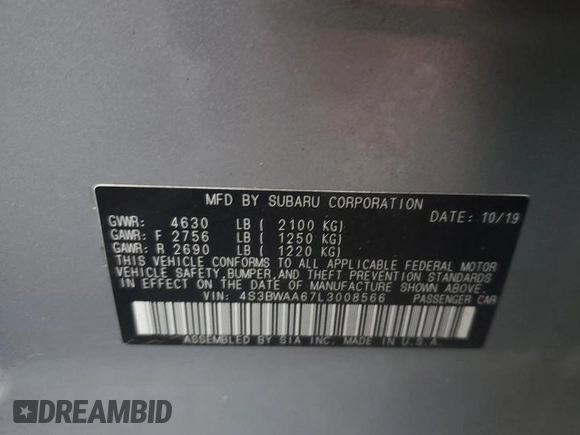 MFD BY SUBARU CORPORATION
DATE: 10/19
GVWR: 4630 LB ( 2100 KG)
GAWR: F 2756 LB ( 1250 KG)
GAWR: R 2690 LB ( 1220 KG)
THIS VEHICLE CONFORMS TO ALL APPLICABLE FEDERAL MOTOR
VEHICLE SAFETY, BUMPER, AND THEFT PREVENTION STANDARDS
IN EFFECT ON THE DATE OF MANUFACTURE SHOWN ABOVE.
VIN: 4S3BWAA67L3008566 PASSENGER CAR
ASSEMBLED BY SIA INC. MADE IN U.S.A
DREAMBID